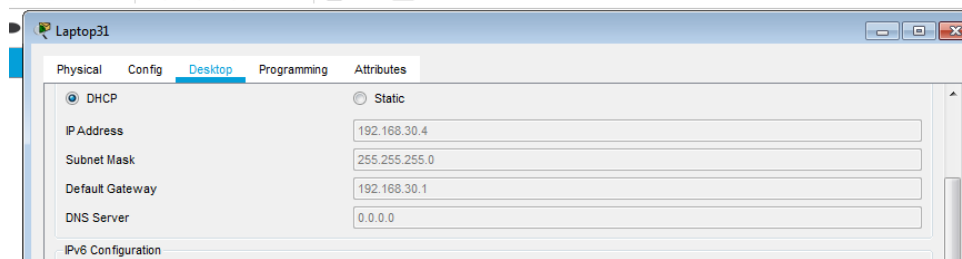 Laptop31
Physical Config Desktop Programming Attributes
DHCP Static
IP Address 192.168.30.4
Subnet Mask 255.255.255.0
Default Gateway 192.168.30.1
DNS Server 0.0.0.0
IPv6 Configuration